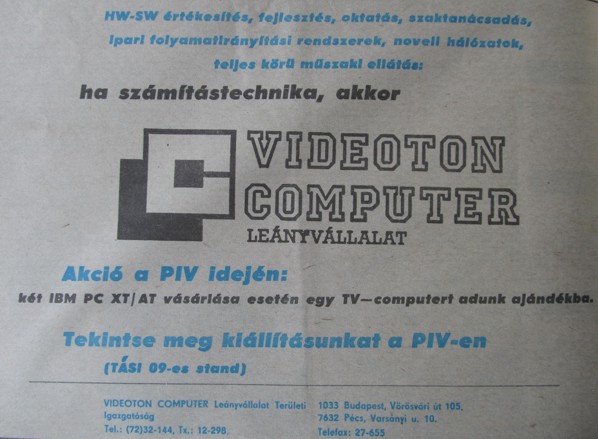 HW-SW értékesítés, fejlesztés, oktatás, szaktanácsadás,
ipari folyamatirányítási rendszerek, novell hálózatok,
teljes körű műszaki ellátás:
ha számítástechnika, akkor
VIDEOTON
COMPUTER
LEÁNYVÁLLALAT
Akció a PIV idején:
két IBM PC XT/AT vásárlása esetén egy TV—computert adunk ajándékba.
Tekintse meg kiállításunkat a PIV-en
(TÁSI 09-es stand)
VIDEOTON COMPUTER Leányvállalat Területi
Igazgatóság
Tel.: (72)32-144, Tx.: 12-298
1033 Budapest, Vörösvári út 105.
7632 Pécs, Varsányi u. 10.
Telefax: 27-655